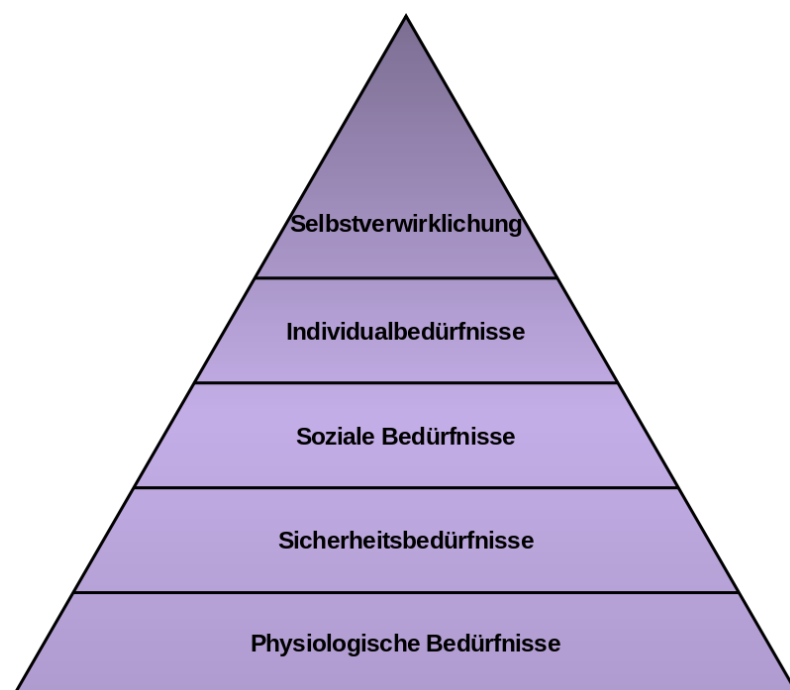 Selbstverwirklichung
Individualbedürfnisse
Soziale Bedürfnisse
Sicherheitsbedürfnisse
Physiologische Bedürfnisse